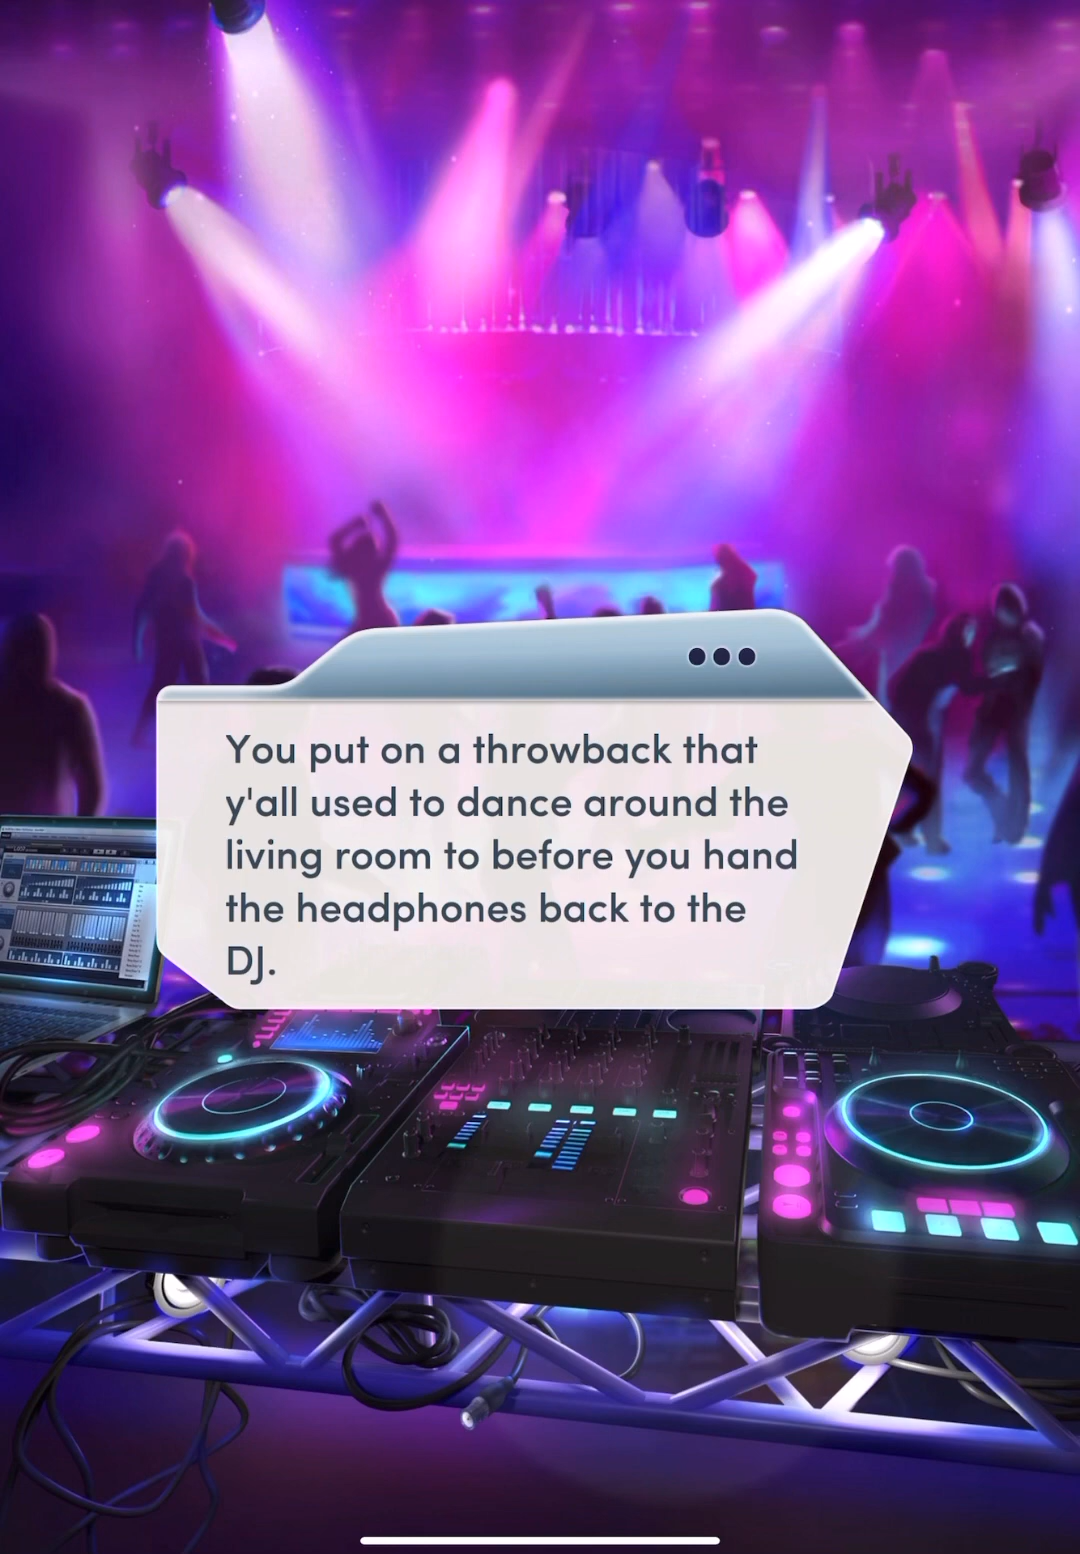 You put on a throwback that
y'all used to dance around the
living room to before you hand
the headphones back to the
DJ.